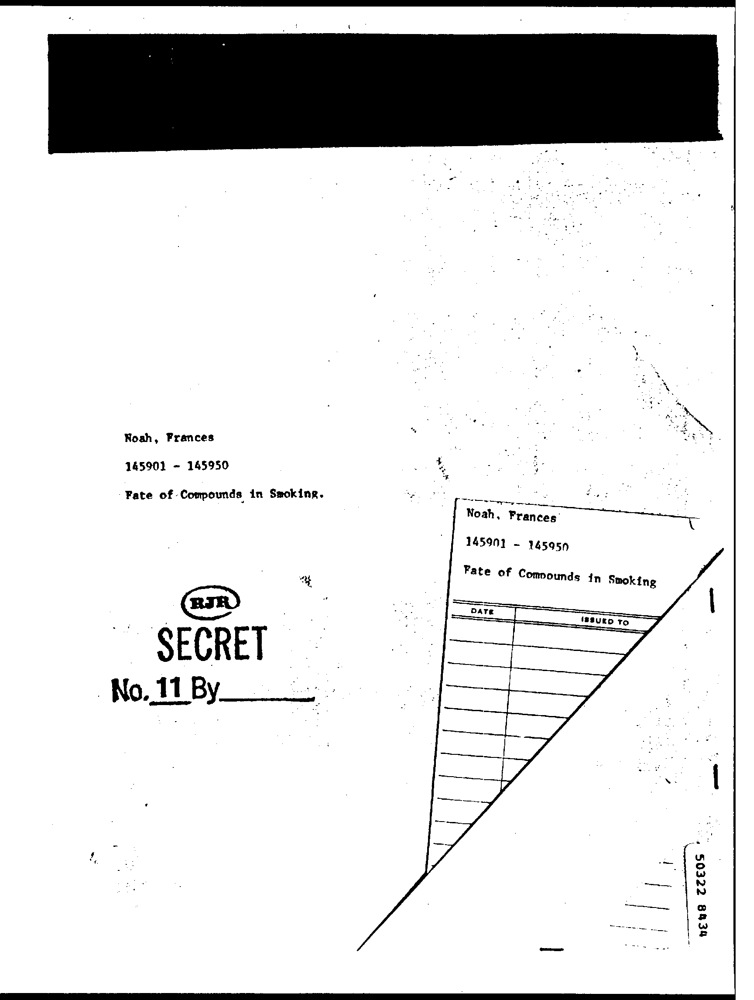 Noah, Frances
145901 - 145950
Fate of Compounds in Smoking.
RJR
SECRET
No. 11 By
Noah, Frances
145901 - 145950
Fate of Compounds in Smoking
DATE ISSUED TO
50322 8434